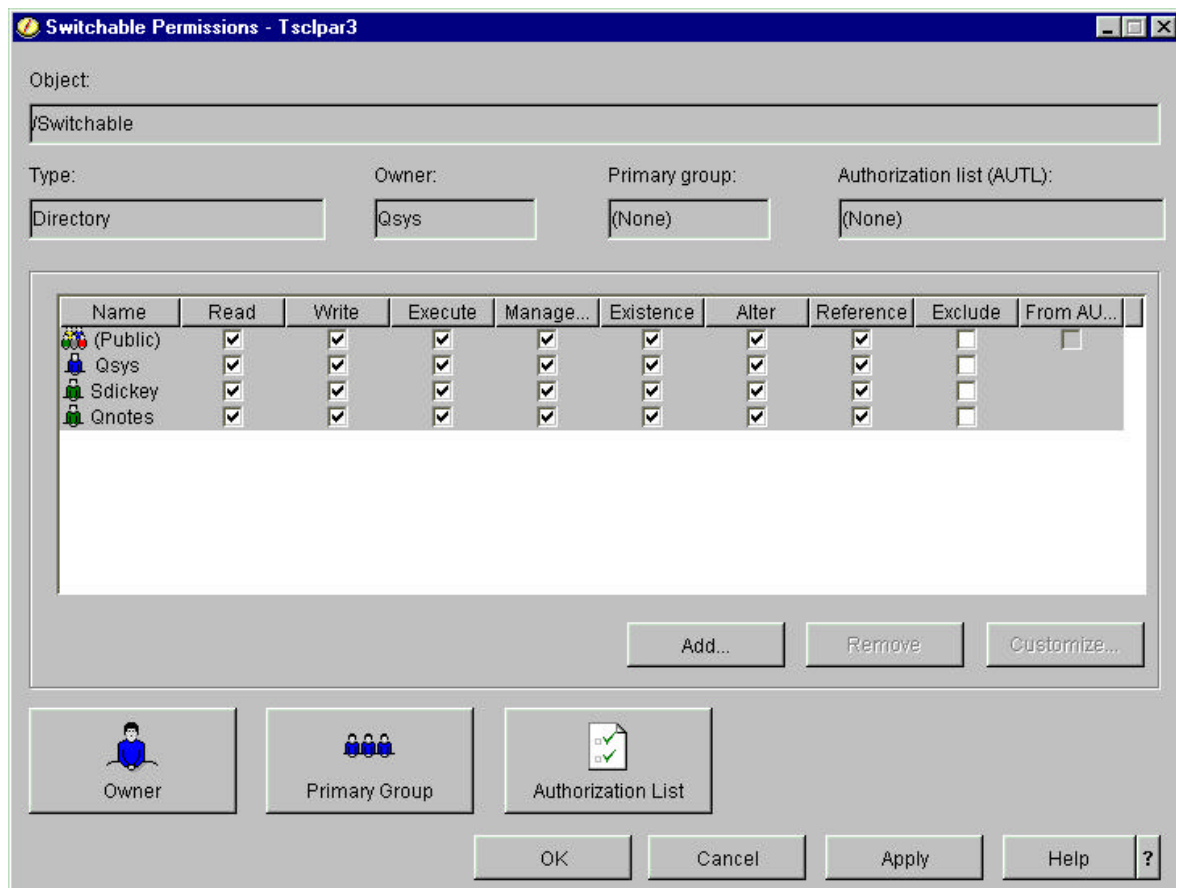 Switchable Permissions - Tsclpar3
Object:
/Switchable
Type: Owner: Primary group: Authorization list (AUTL):
Directory Qsys (None) (None)
Name Read Write Execute Manage... Existence Alter Reference Exclude From AU...
(Public)
Qsys
Sdickey
Qnotes
Add... Remove Customize...
Owner Primary Group Authorization List
OK Cancel Apply Help ?